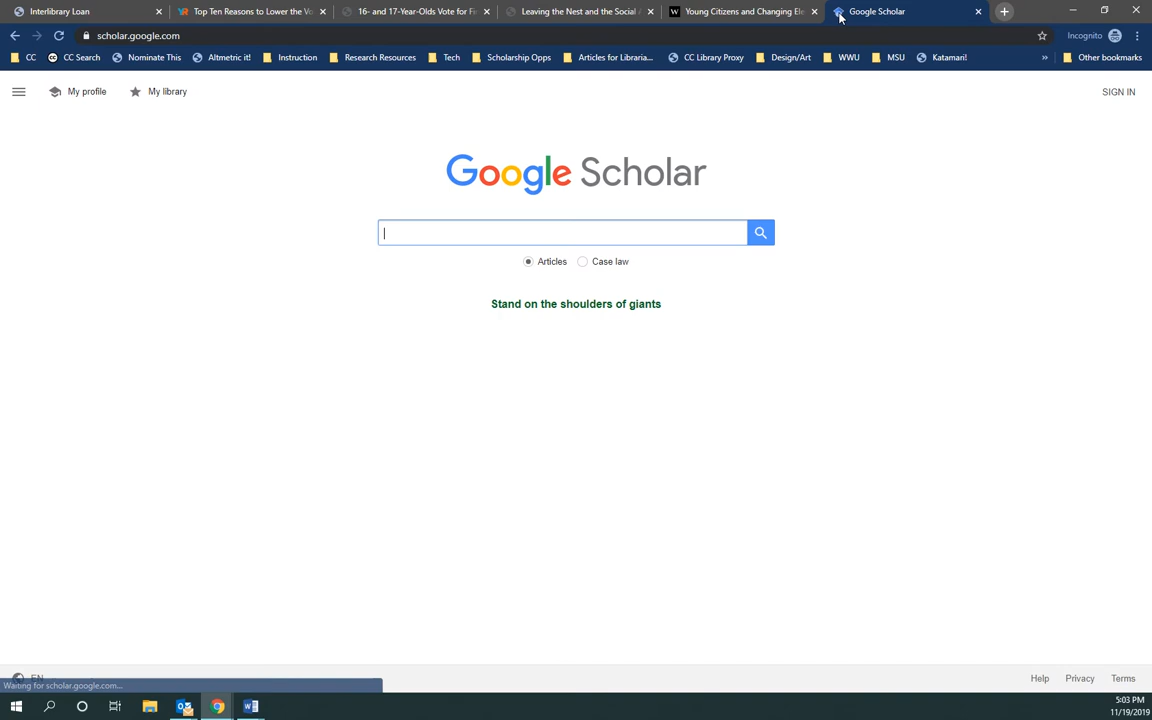 Interlibrary Loan
Top Ten Reasons to Lower the Vo
16- and 17-Year-Olds Vote for Fe
Leaving the Nest and the Social
Young Citizens and Changing Ele
Google Scholar
scholar.google.com
Incognito
CC
CC Search
Nominate This
Altmetric it!
Instruction
Research Resources
Tech
Scholarship Opps
Articles for Libraria...
CC Library Proxy
Design/Art
WWU
MSU
Katamari!
»
Other bookmarks
My profile
My library
SIGN IN
Google Scholar
Articles
Case law
Stand on the shoulders of giants
EN
Help
Privacy
Terms
Waiting for scholar.google.com...
5:03 PM
11/19/2019